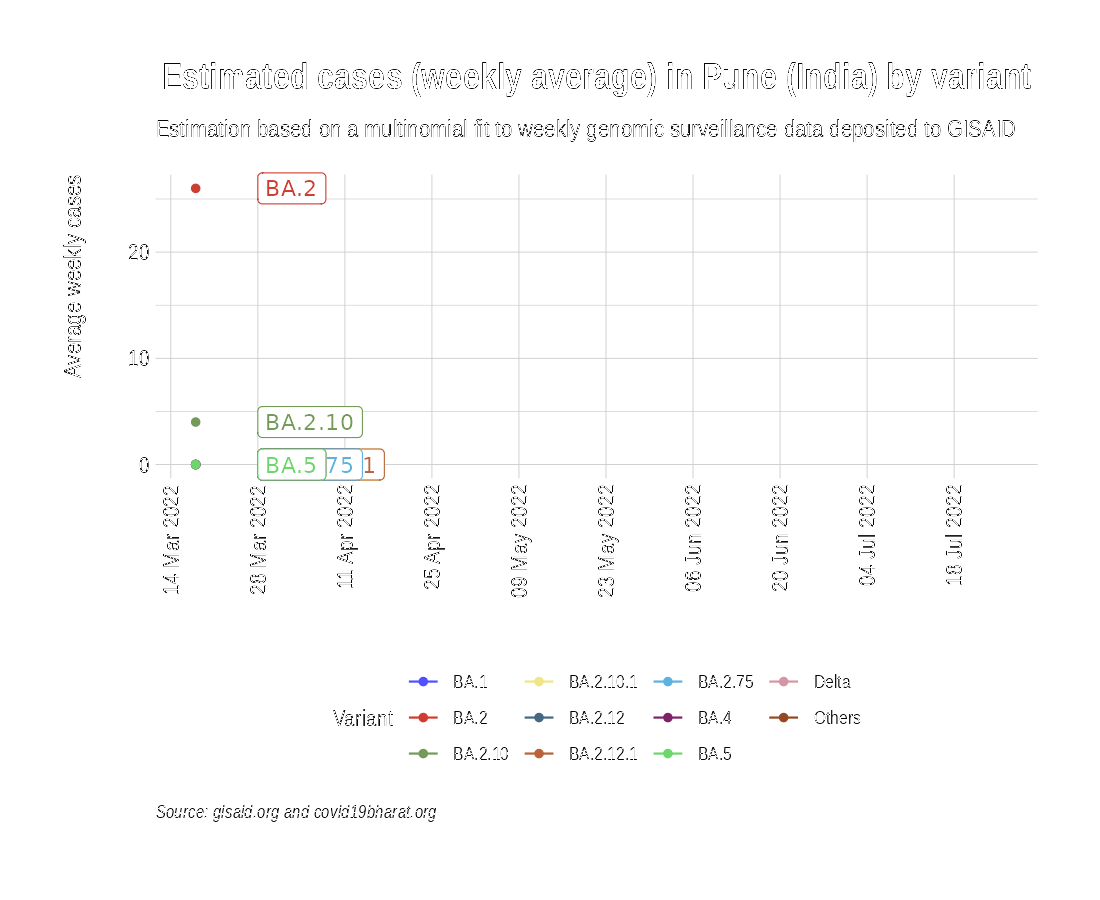 Estimated cases (weekly average) in Pune (India) by variant
Estimation based on a multinomial fit to weekly genomic surveillance data deposited to GISAID
Average weekly cases
20
10
0
BA.2
BA.2.10
BA.5
75
1
14 Mar 2022
28 Mar 2022
11 Apr 2022
25 Apr 2022
09 May 2022
23 May 2022
06 Jun 2022
20 Jun 2022
04 Jul 2022
18 Jul 2022
Variant
BA.1
BA.2
BA.2.10
BA.2.10.1
BA.2.12
BA.2.12.1
BA.2.75
BA.4
BA.5
Delta
Others
Source: gisaid.org and covid19bharat.org